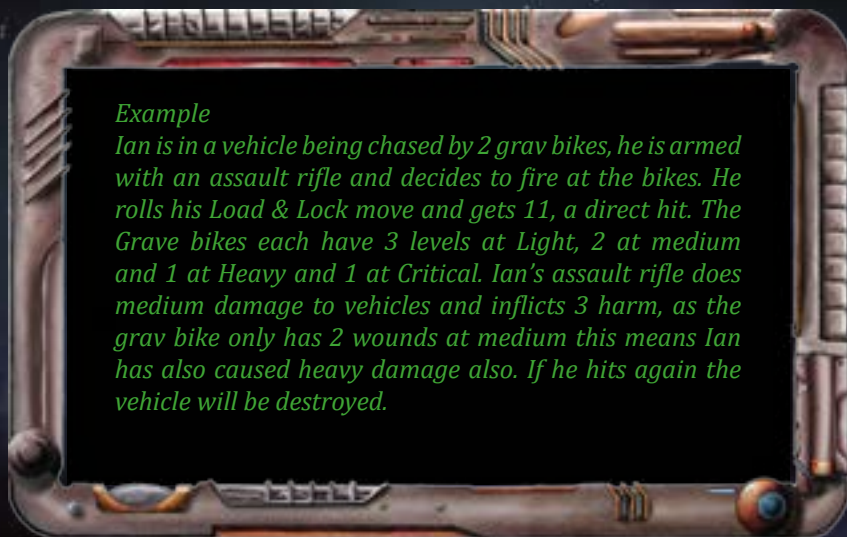 Example
Ian is in a vehicle being chased by 2 grav bikes, he is armed
with an assault rifle and decides to fire at the bikes. He
rolls his Load & Lock move and gets 11, a direct hit. The
Grave bikes each have 3 levels at Light, 2 at medium
and 1 at Heavy and 1 at Critical. Ian’s assault rifle does
medium damage to vehicles and inflicts 3 harm, as the
grav bike only has 2 wounds at medium this means Ian
has also caused heavy damage also. If he hits again the
vehicle will be destroyed.